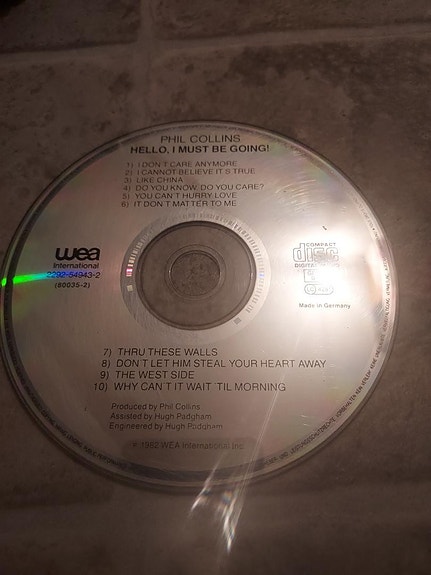 PHIL COLLINS
HELLO, I MUST BE GOING!
1) I DON'T CARE ANYMORE
2) I CANNOT BELIEVE IT'S TRUE
3) LIKE CHINA
4) DO YOU KNOW, DO YOU CARE?
5) YOU CAN'T HURRY LOVE
6) IT DON'T MATTER TO ME
wea
International
2292-54943-2
(80035-2)
COMPACT
disc
DIGITAL
Made in Germany
7) THRU THESE WALLS
8) DON'T LET HIM STEAL YOUR HEART AWAY
9) THE WEST SIDE
10) WHY CAN'T IT WAIT 'TIL MORNING
Produced by Phil Collins
Assisted by Hugh Padgham
Engineered by Hugh Padgham
℗ 1982 WEA International Inc.